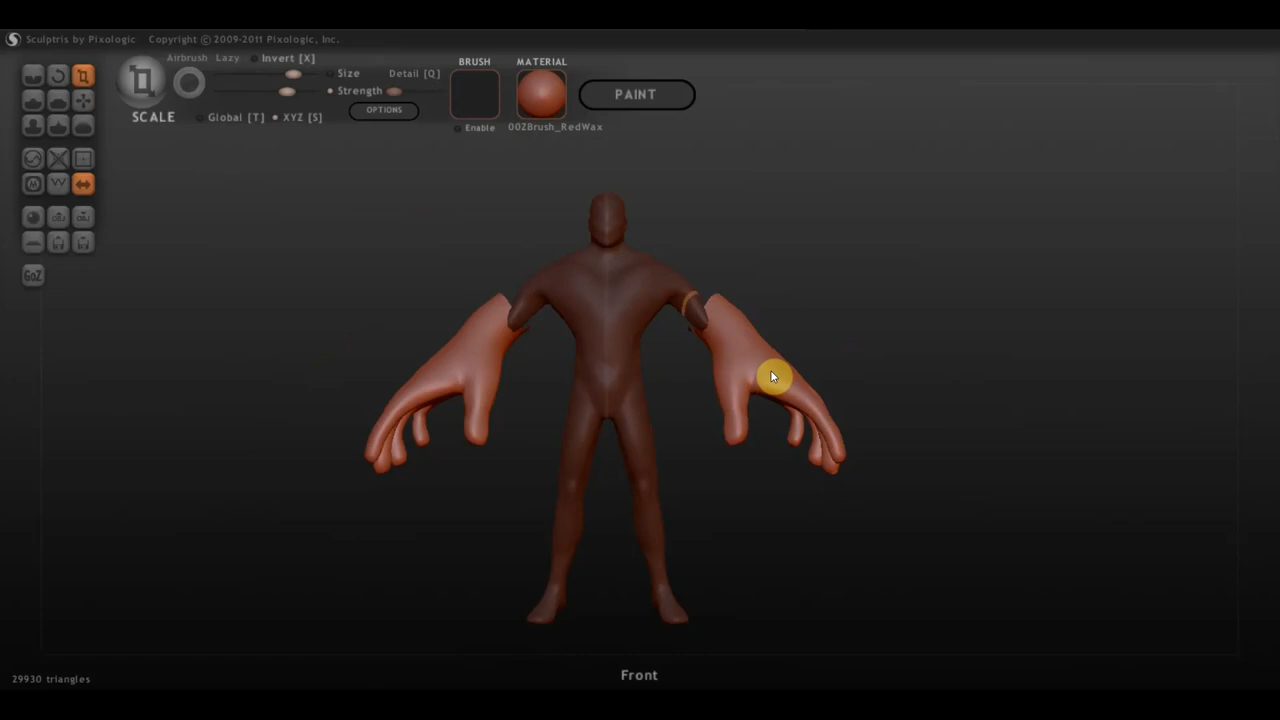 Sculptris by Pixologic Copyright © 2009-2011 Pixologic, Inc.
Airbrush Lazy Invert [X]
Size Detail [Q]
Strength
SCALE Global [T] XYZ [S] OPTIONS
BRUSH
Enable
MATERIAL
00ZBrush_RedWax
PAINT
GoZ
Front
29930 triangles